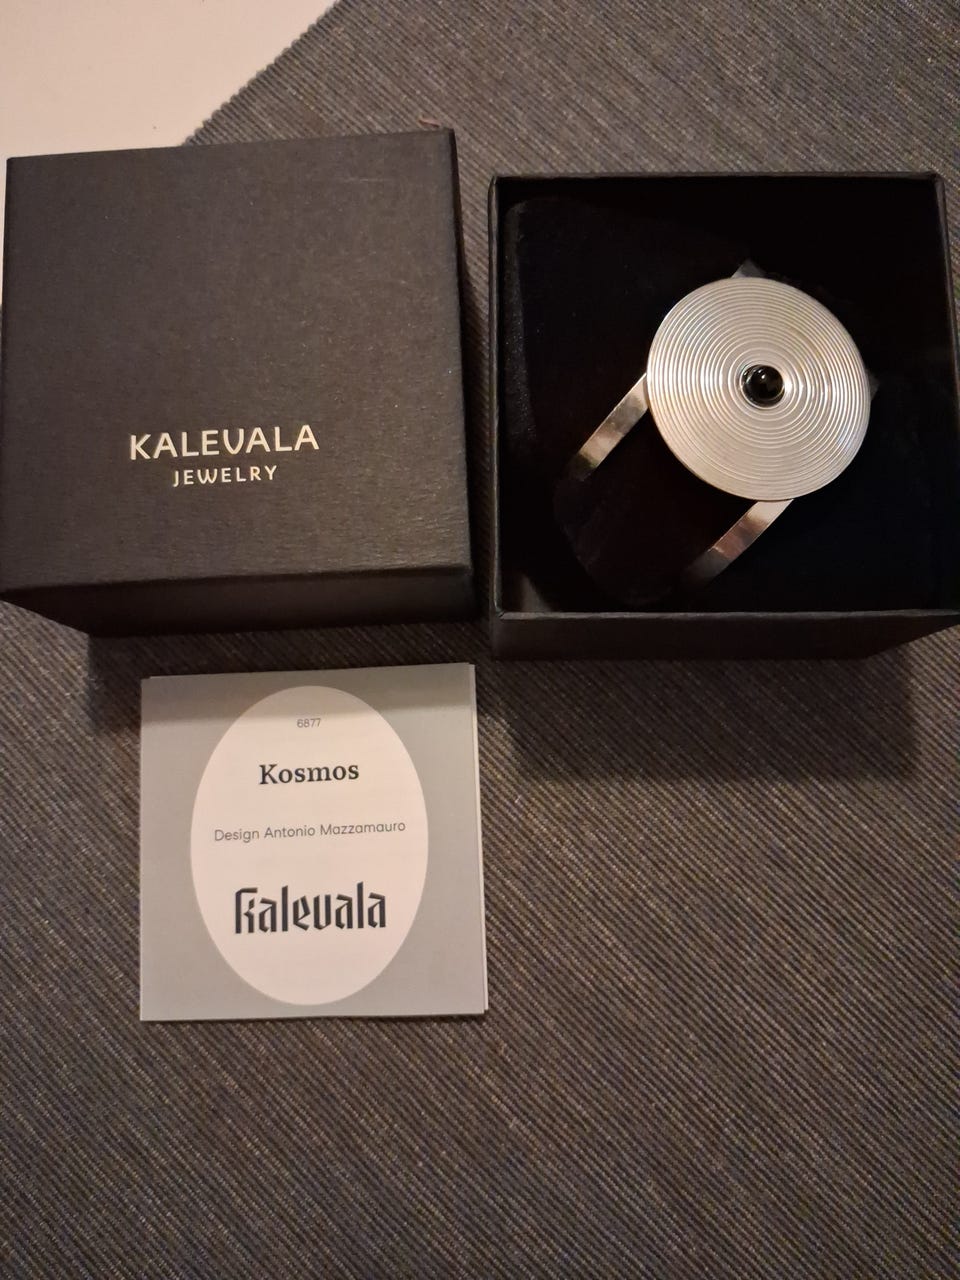 KALEVALA
JEWELRY
6877
Kosmos
Design Antonio Mazzamauro
Kalevala